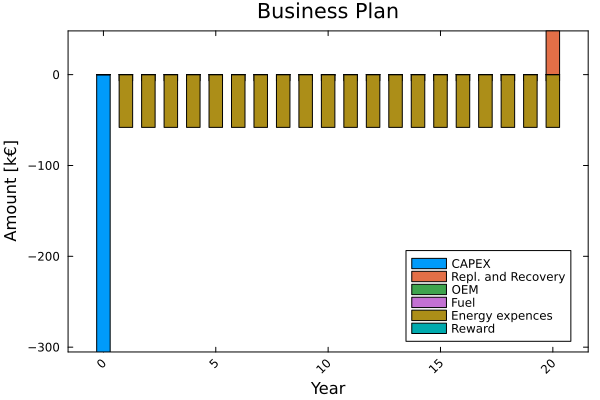 Business Plan
Amount [k€]
0
−100
−200
−300
CAPEX
Repl. and Recovery
OEM
Fuel
Energy expences
Reward
0
5
10
15
20
Year